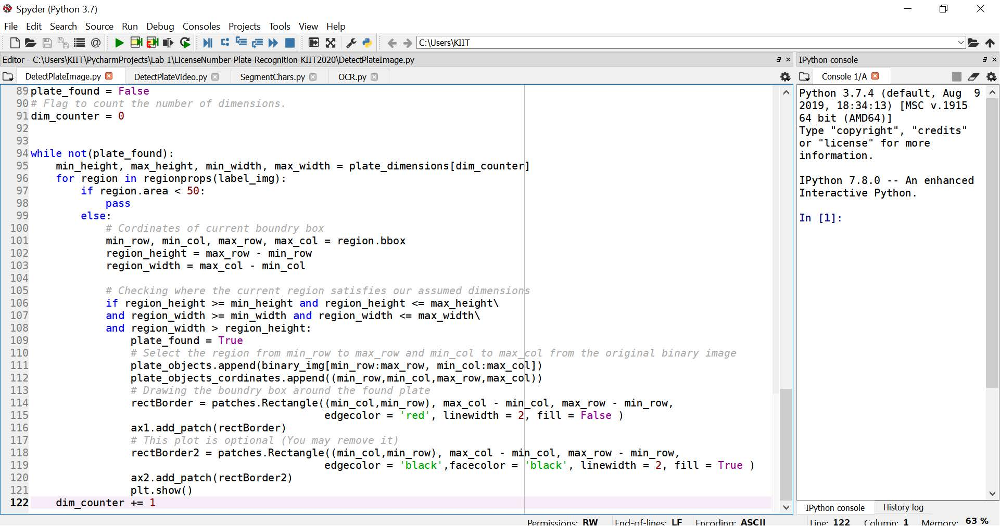 Spyder (Python 3.7)
File Edit Search Source Run Debug Consoles Projects Tools View Help
C:\Users\KIIT
Editor - C:\Users\KIIT\PycharmProjects\Lab 1\LicenseNumber-Plate-Recognition-KIIT2020\DetectPlateImage.py
DetectPlateImage.py DetectPlateVideo.py SegmentChars.py OCR.py
89 plate_found = False
90 # Flag to count the number of dimensions.
91 dim_counter = 0
92
93
94 while not(plate_found):
95     min_height, max_height, min_width, max_width = plate_dimensions[dim_counter]
96     for region in regionprops(label_img):
97         if region.area < 50:
98             pass
99         else:
100             # Cordinates of current boundry box
101             min_row, min_col, max_row, max_col = region.bbox
102             region_height = max_row - min_row
103             region_width = max_col - min_col
104
105             # Checking where the current region satisfies our assumed dimensions
106             if region_height >= min_height and region_height <= max_height\
107             and region_width >= min_width and region_width <= max_width\
108             and region_width > region_height:
109                 plate_found = True
110                 # Select the region from min_row to max_row and min_col to max_col from the original binary image
111                 plate_objects.append(binary_img[min_row:max_row, min_col:max_col])
112                 plate_objects_cordinates.append((min_row,min_col,max_row,max_col))
113                 # Drawing the boundry box around the found plate
114                 rectBorder = patches.Rectangle((min_col,min_row), max_col - min_col, max_row - min_row,
115                                                edgecolor = 'red', linewidth = 2, fill = False )
116                 ax1.add_patch(rectBorder)
117                 # This plot is optional (You may remove it)
118                 rectBorder2 = patches.Rectangle((min_col,min_row), max_col - min_col, max_row - min_row,
119                                                edgecolor = 'black',facecolor = 'black', linewidth = 2, fill = True )
120                 ax2.add_patch(rectBorder2)
121                 plt.show()
122     dim_counter += 1
IPython console
Console 1/A
Python 3.7.4 (default, Aug  9
2019, 18:34:13) [MSC v.1915
64 bit (AMD64)]
Type "copyright", "credits"
or "license" for more
information.
IPython 7.8.0 -- An enhanced
Interactive Python.
In [1]:
IPython console History log
Permissions: RW End-of-lines: LF Encoding: ASCII Line: 122 Column: 1 Memory: 63 %